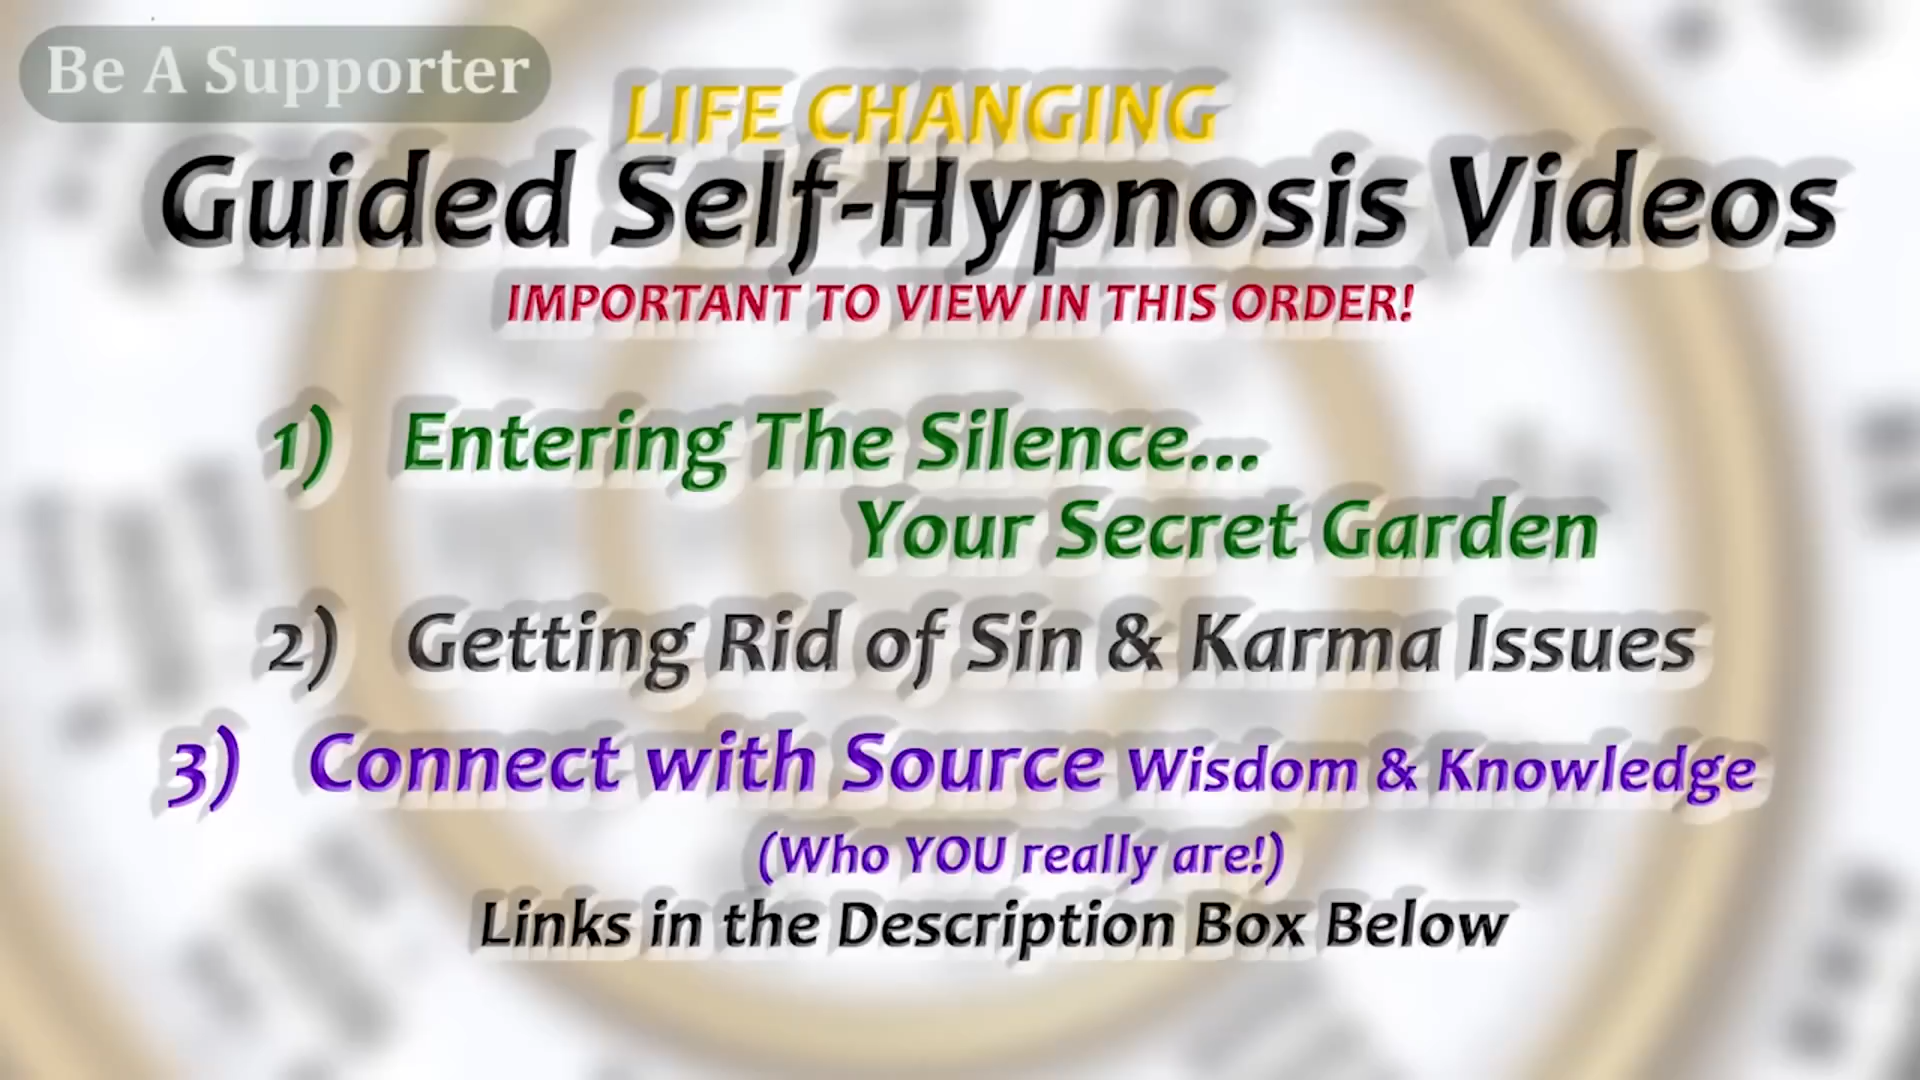 Be A Supporter
LIFE CHANGING
Guided Self-Hypnosis Videos
IMPORTANT TO VIEW IN THIS ORDER!
1) Entering The Silence...
Your Secret Garden
2) Getting Rid of Sin & Karma Issues
3) Connect with Source Wisdom & Knowledge
(Who YOU really are!)
Links in the Description Box Below